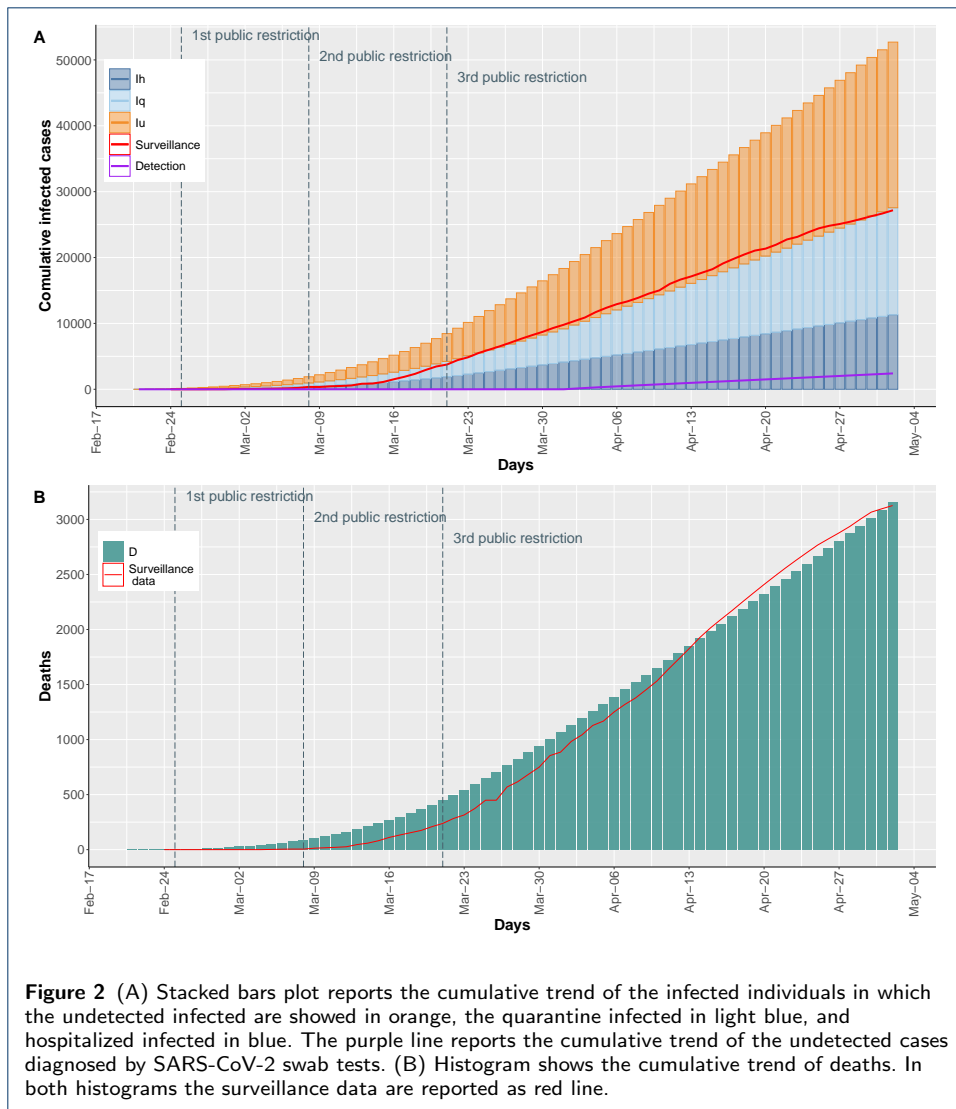 A
1st public restriction
2nd public restriction
3rd public restriction
Ih
Iq
Iu
Surveillance
Detection
Comulative infected cases
50000
40000
30000
20000
10000
0
Feb−17
Feb−24
Mar−02
Mar−09
Mar−16
Mar−23
Mar−30
Apr−06
Apr−13
Apr−20
Apr−27
May−04
Days
B
1st public restriction
2nd public restriction
3rd public restriction
D
Surveillance
data
Deaths
3000
2500
2000
1500
1000
500
0
Feb−17
Feb−24
Mar−02
Mar−09
Mar−16
Mar−23
Mar−30
Apr−06
Apr−13
Apr−20
Apr−27
May−04
Days
Figure 2 (A) Stacked bars plot reports the cumulative trend of the infected individuals in which
the undetected infected are showed in orange, the quarantine infected in light blue, and
hospitalized infected in blue. The purple line reports the cumulative trend of the undetected cases
diagnosed by SARS-CoV-2 swab tests. (B) Histogram shows the cumulative trend of deaths. In
both histograms the surveillance data are reported as red line.